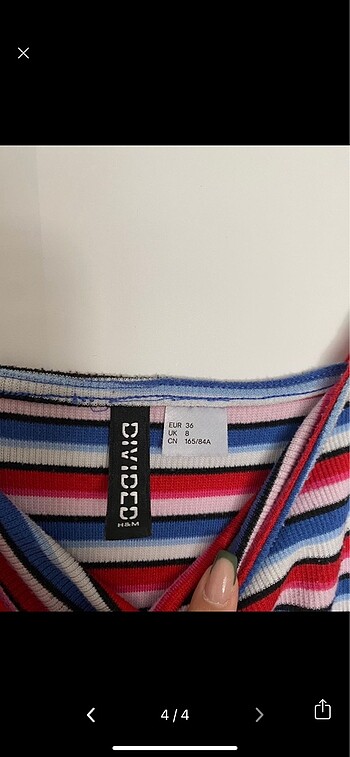 DIVIDED
H&M
EUR 36
UK 8
CN 165/84A
4 / 4